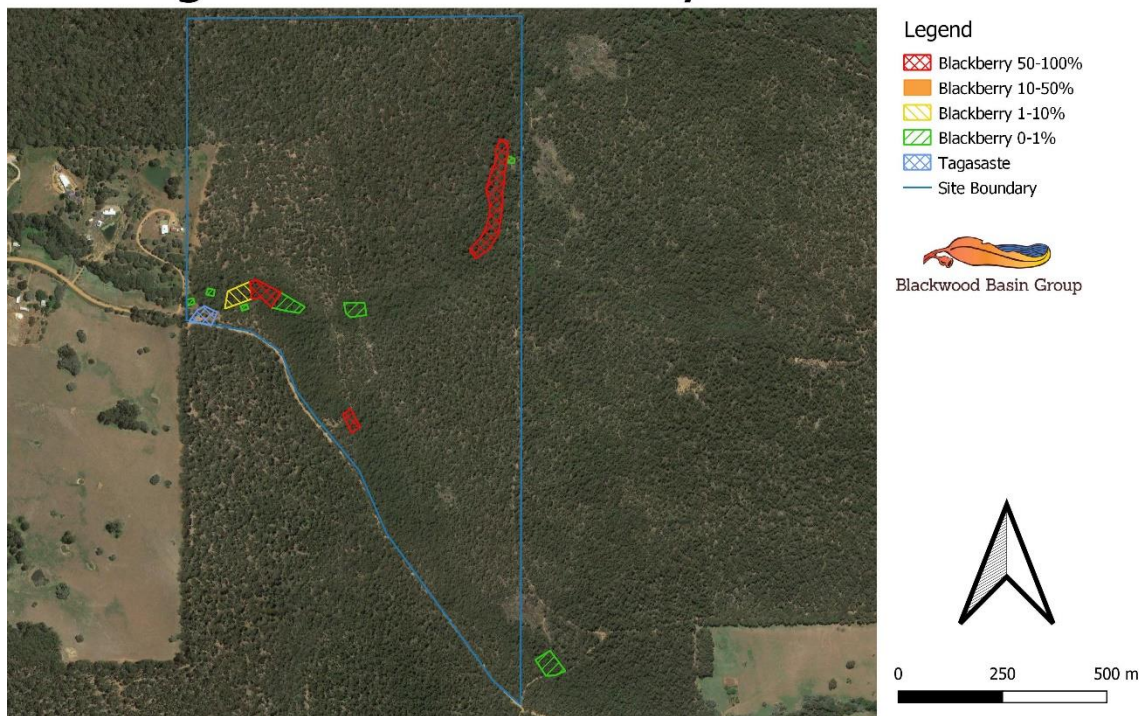 Legend
Blackberry 50-100%
Blackberry 10-50%
Blackberry 1-10%
Blackberry 0-1%
Tagasaste
Site Boundary
Blackwood Basin Group
0 250 500 m